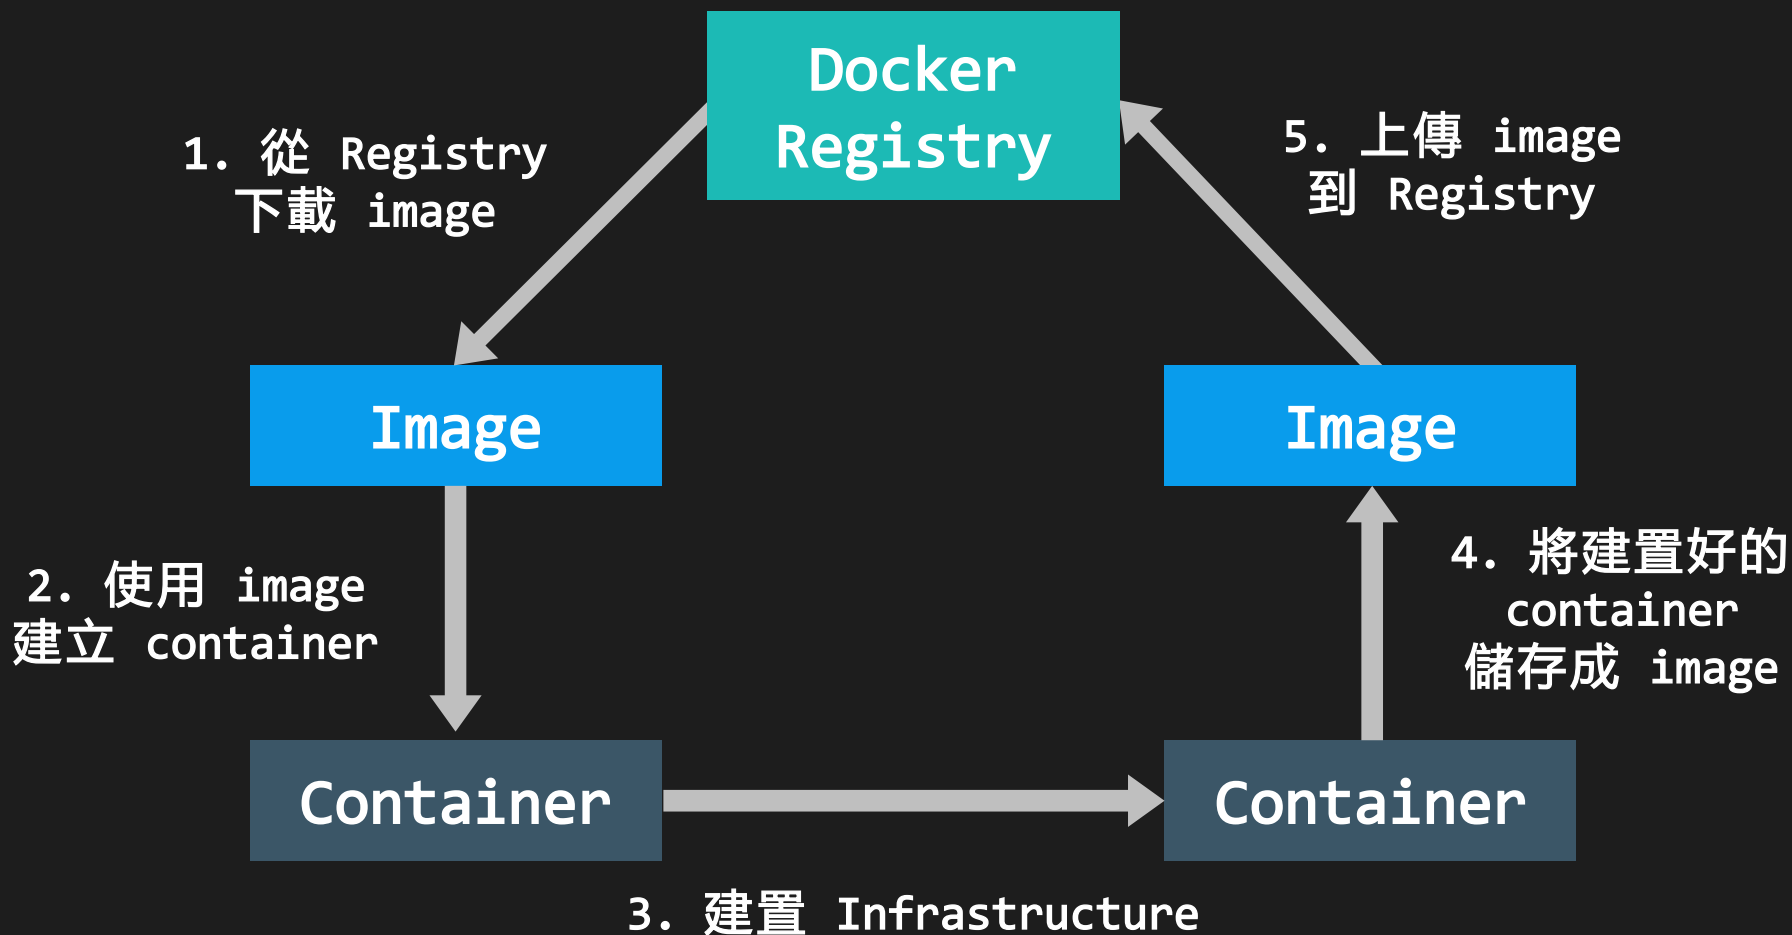 Docker
Registry
1. 從 Registry
下載 image
5. 上傳 image
到 Registry
Image
Image
2. 使用 image
建立 container
4. 將建置好的
container
儲存成 image
Container
Container
3. 建置 Infrastructure